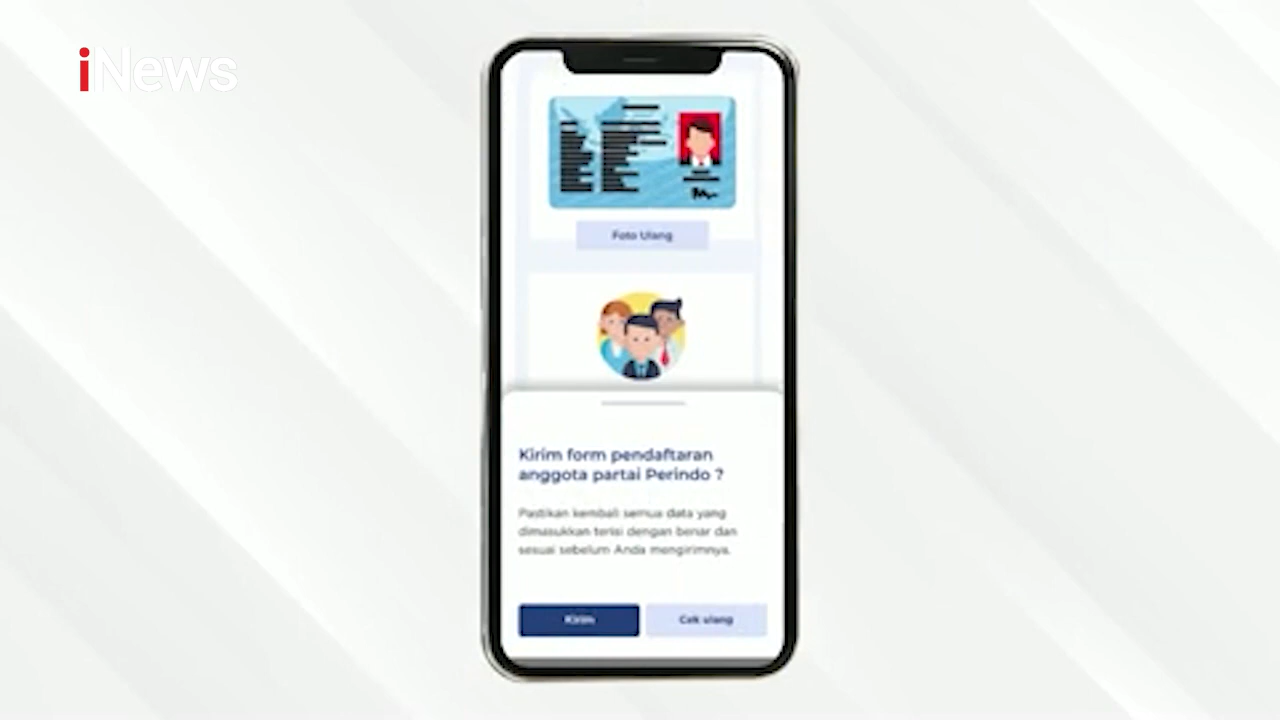 iNews
Foto Ulang
Kirim form pendaftaran
anggota partai Perindo ?
Pastikan kembali semua data yang
dimasukkan terisi dengan benar dan
sesuai sebelum Anda mengirimnya.
Kirim
Cek ulang